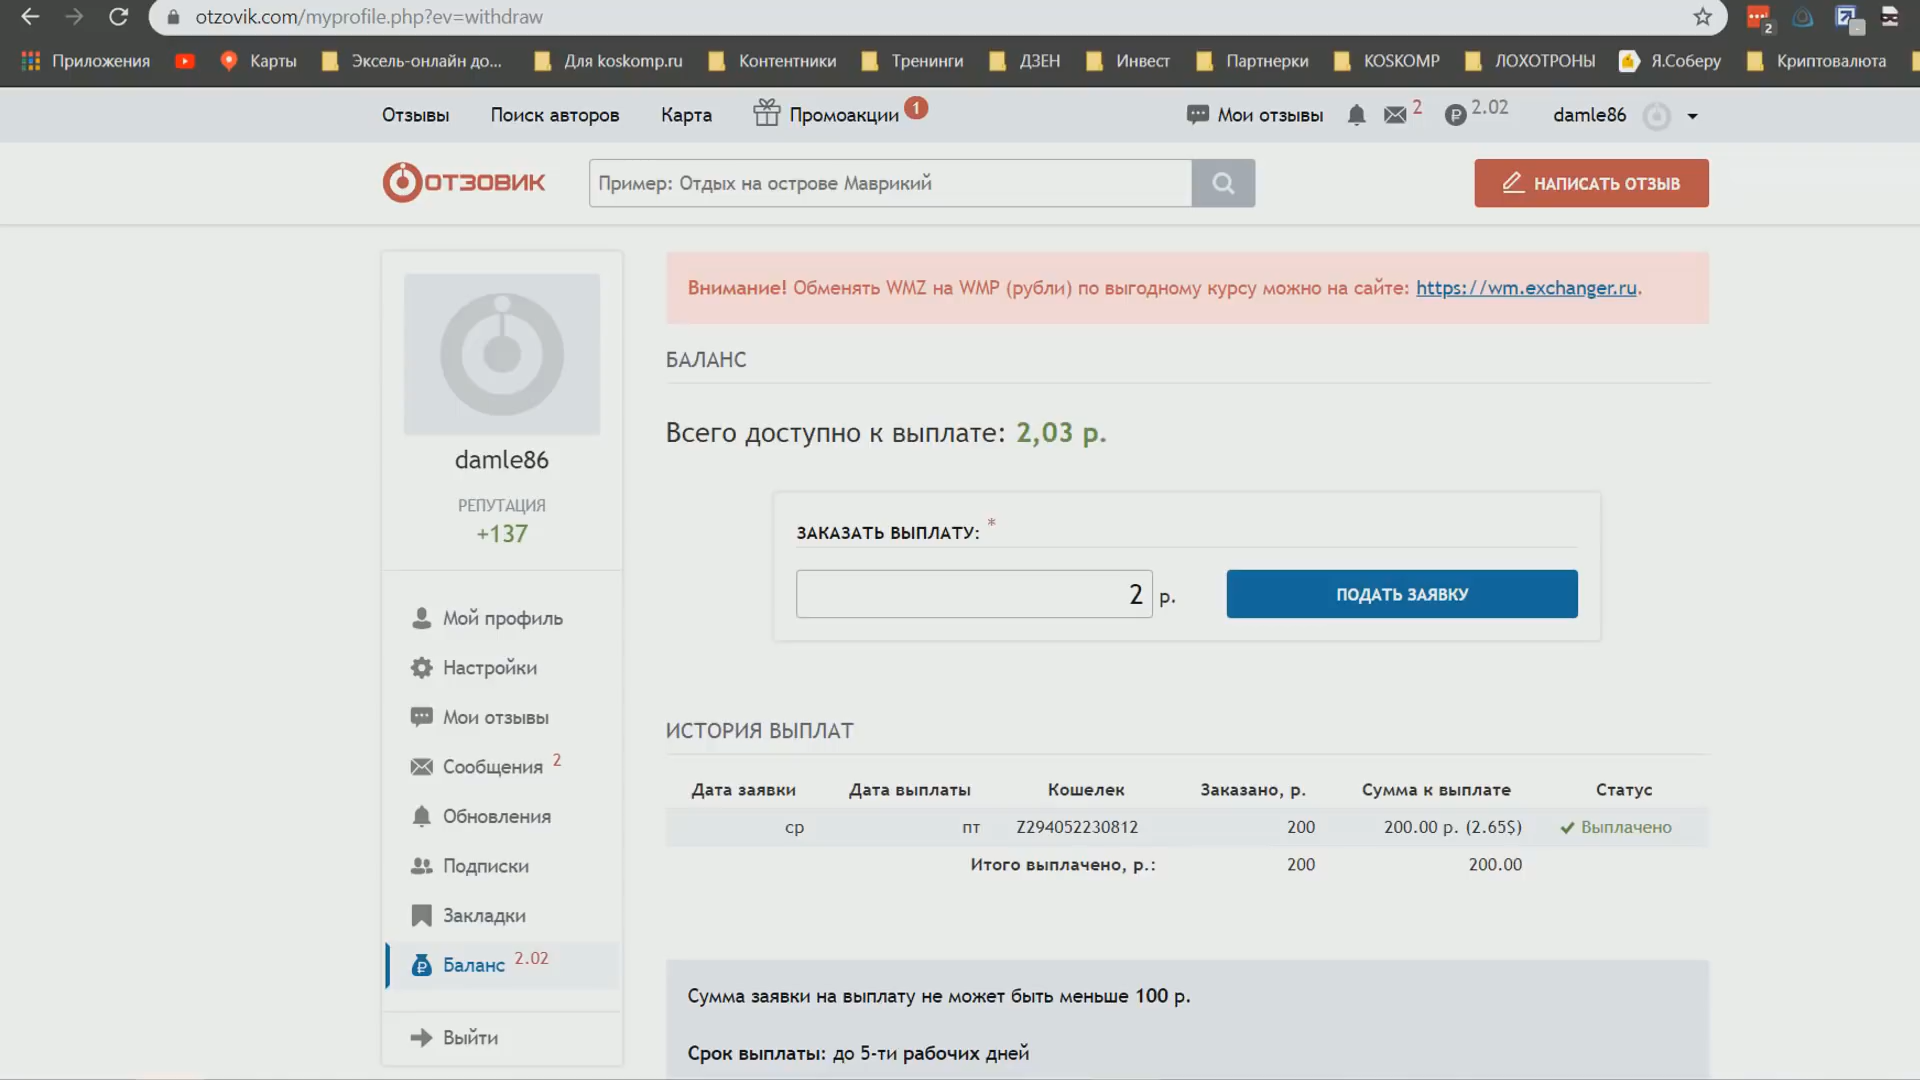 otzovik.com/myprofile.php?ev=withdraw
2
Приложения
Карты
Эксель-онлайн до...
Для koskomp.ru
Контентники
Тренинги
ДЗЕН
Инвест
Партнерки
KOSKOMP
ЛОХОТРОНЫ
Я.Соберу
Криптовалюта
Отзывы
Поиск авторов
Карта
Промоакции 1
Мои отзывы
2
2.02
damle86
ОТЗОВИК
Пример: Отдых на острове Маврикий
НАПИСАТЬ ОТЗЫВ
Внимание! Обменять WMZ на WMP (рубли) по выгодному курсу можно на сайте: https://wm.exchanger.ru.
БАЛАНС
Всего доступно к выплате: 2,03 р.
damle86
РЕПУТАЦИЯ
+137
ЗАКАЗАТЬ ВЫПЛАТУ: *
2 р.
ПОДАТЬ ЗАЯВКУ
Мой профиль
Настройки
Мои отзывы
Сообщения 2
Обновления
Подписки
Закладки
Баланс 2.02
Выйти
ИСТОРИЯ ВЫПЛАТ
Дата заявки Дата выплаты Кошелек Заказано, р. Сумма к выплате Статус
ср пт Z294052230812 200 200.00 р. (2.65$) Выплачено
Итого выплачено, р.: 200 200.00
Сумма заявки на выплату не может быть меньше 100 р.
Срок выплаты: до 5-ти рабочих дней